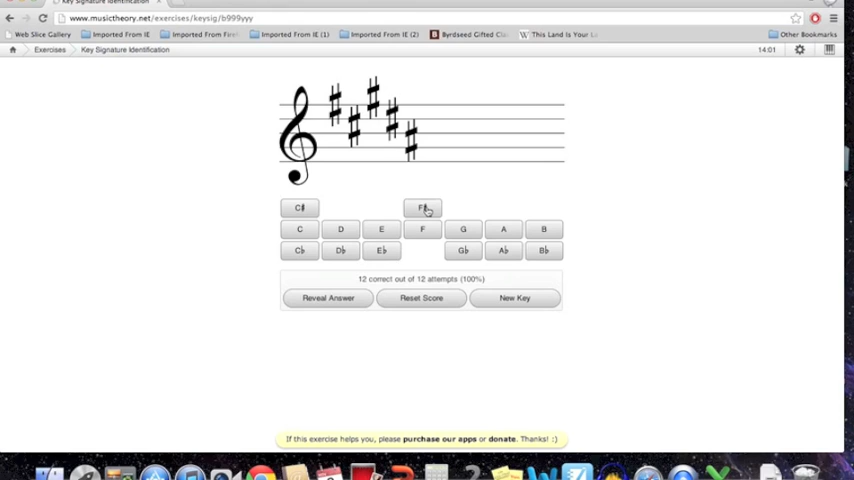 Key Signature Identification
www.musictheory.net/exercises/keysig/b999yyy
Web Slice Gallery Imported From IE Imported From Firef Imported From IE (1) Imported From IE (2) Byrdseed Gifted Cla This Land Is Your La Other Bookmarks
Exercises Key Signature Identification 14:01
C♯ F♯
C D E F G A B
C♭ D♭ E♭ G♭ A♭ B♭
12 correct out of 12 attempts (100%)
Reveal Answer Reset Score New Key
If this exercise helps you, please purchase our apps or donate. Thanks! :)